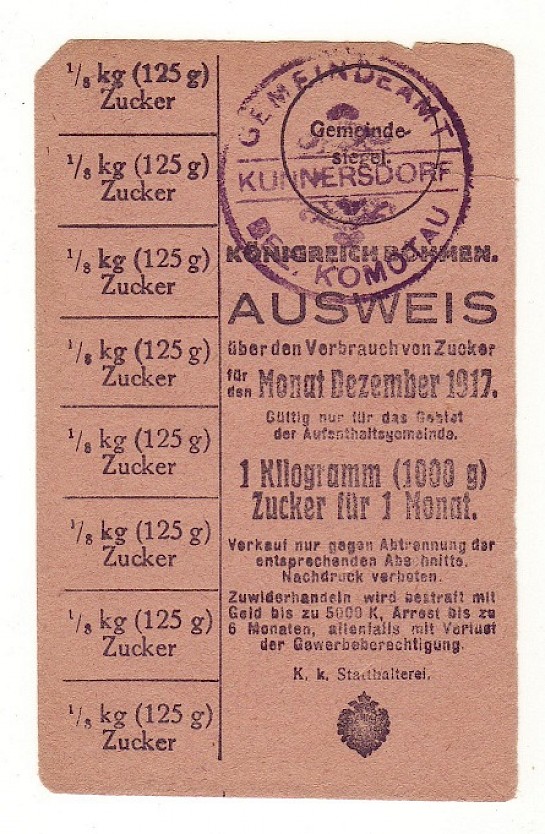 1/8 kg (125 g)
Zucker
1/8 kg (125 g)
Zucker
1/8 kg (125 g)
Zucker
1/8 kg (125 g)
Zucker
1/8 kg (125 g)
Zucker
1/8 kg (125 g)
Zucker
1/8 kg (125 g)
Zucker
1/8 kg (125 g)
Zucker
GEMEINDEAMT
Gemeinde-
siegel.
KUNNERSDORF
BEZ. KOMOTAU
KÖNIGREICH BÖHMEN.
AUSWEIS
über den Verbrauch von Zucker
für den Monat Dezember 1917.
Gültig nur für das Gebiet
der Aufenthaltsgemeinde.
1 Kilogramm (1000 g)
Zucker für 1 Monat.
Verkauf nur gegen Abtrennung der
entsprechenden Abschnitte.
Nachdruck verboten.
Zuwiderhandeln wird bestraft mit
Geld bis zu 5000 K, Arrest bis zu
6 Monaten, allenfalls mit Verlust
der Gewerbeberechtigung.
K. k. Statthalterei.